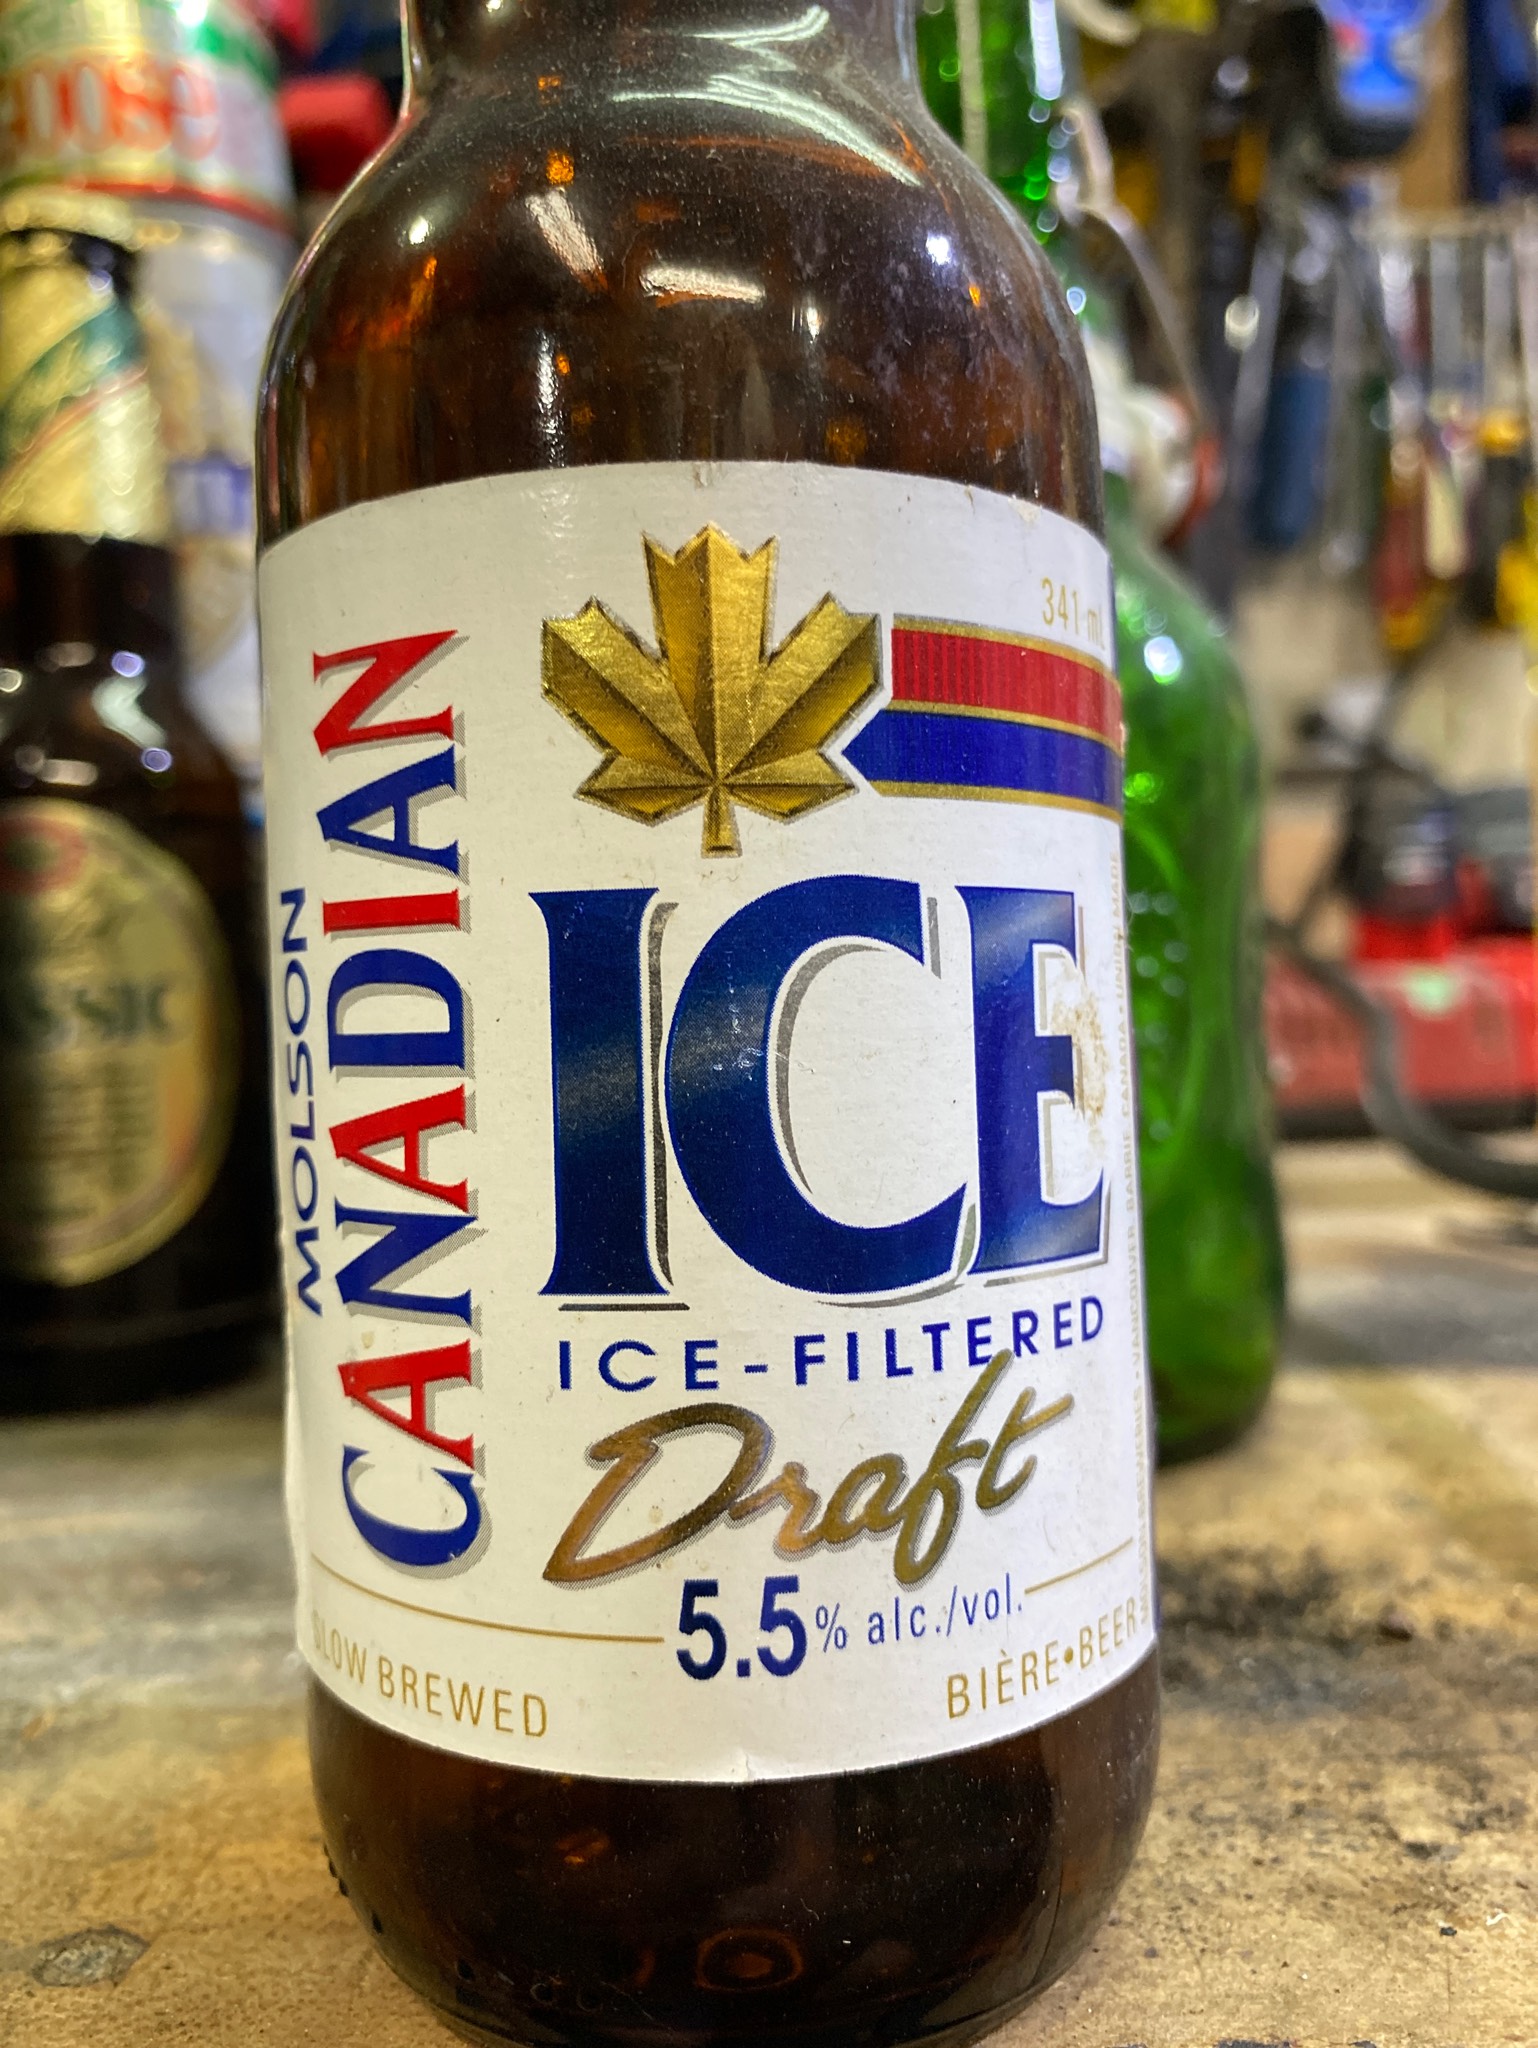 341 ml
MOLSON
CANADIAN
ICE
ICE-FILTERED
Draft
5.5% alc./vol.
SLOW BREWED
BIÈRE•BEER